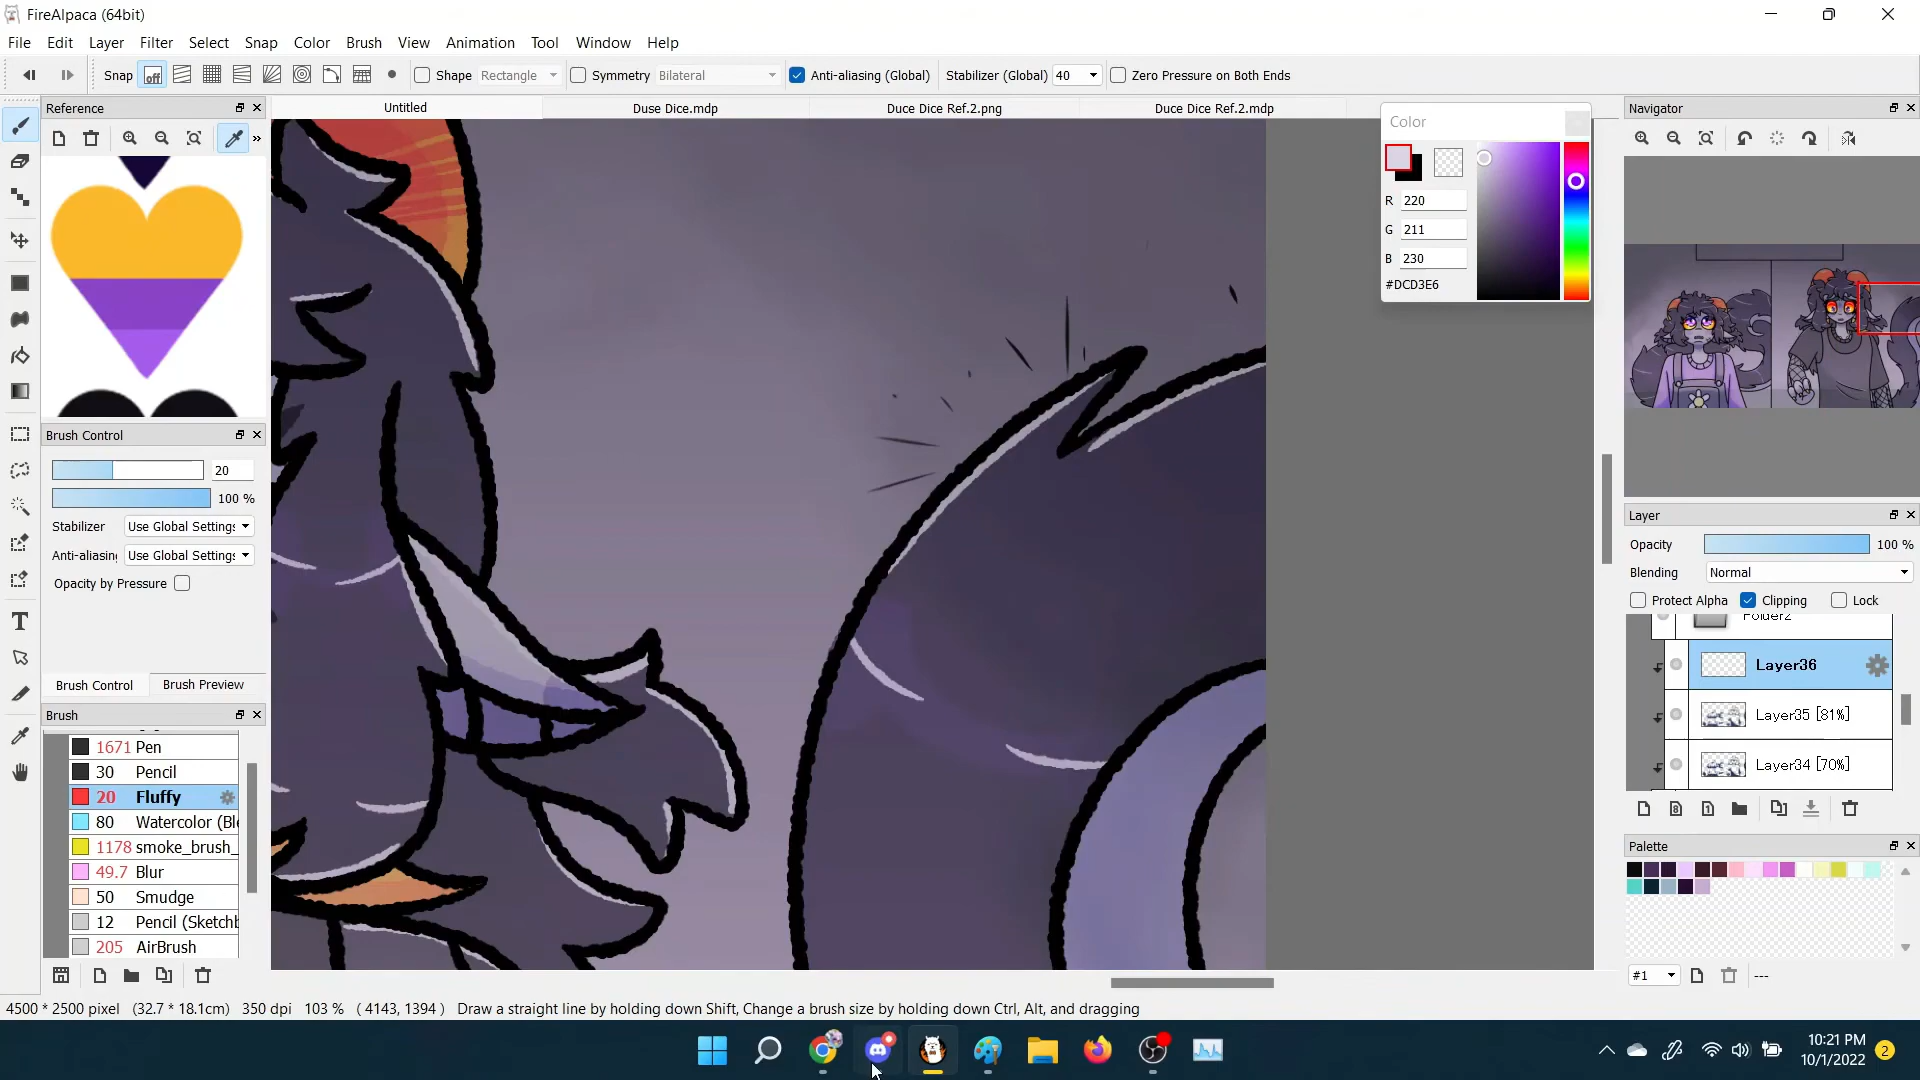 FireAlpaca (64bit)
File Edit Layer Filter Select Snap Color Brush View Animation Tool Window Help
Snap off Shape Rectangle Symmetry Bilateral Anti-aliasing (Global) Stabilizer (Global) 40 Zero Pressure on Both Ends
Reference
Untitled Duse Dice.mdp Duce Dice Ref.2.png Duce Dice Ref.2.mdp
Color
R 220
G 211
B 230
#DCD3E6
Navigator
Brush Control
20
100 %
Stabilizer Use Global Settings
Anti-aliasing Use Global Settings
Opacity by Pressure
Brush Control Brush Preview
Brush
1671 Pen
30 Pencil
20 Fluffy
80 Watercolor (Ble
1178 smoke_brush_
49.7 Blur
50 Smudge
12 Pencil (Sketchb
205 AirBrush
Layer
Opacity 100 %
Blending Normal
Protect Alpha Clipping Lock
Folder2
Layer36
Layer35 [81%]
Layer34 [70%]
Palette
#1 ---
4500 * 2500 pixel (32.7 * 18.1cm) 350 dpi 103 % ( 4143, 1394 ) Draw a straight line by holding down Shift, Change a brush size by holding down Ctrl, Alt, and dragging
10:21 PM
10/1/2022
2